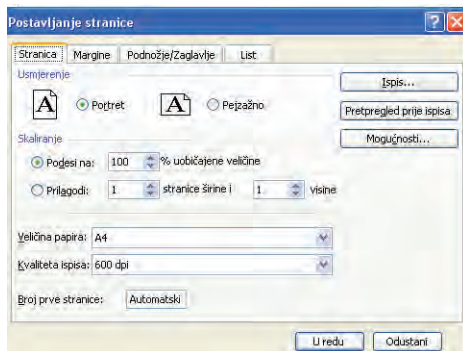 Postavljanje stranice
Stranica Margine Podnožje/Zaglavlje List
Usmjerenje
A Portret A Pejzažno
Ispis...
Pretpregled prije ispisa
Mogućnosti...
Skaliranje
Podesi na: 100 % uobičajene veličine
Prilagodi: 1 stranice širine i 1 visine
Veličina papira: A4
Kvaliteta ispisa: 600 dpi
Broj prve stranice: Automatski
U redu Odustani